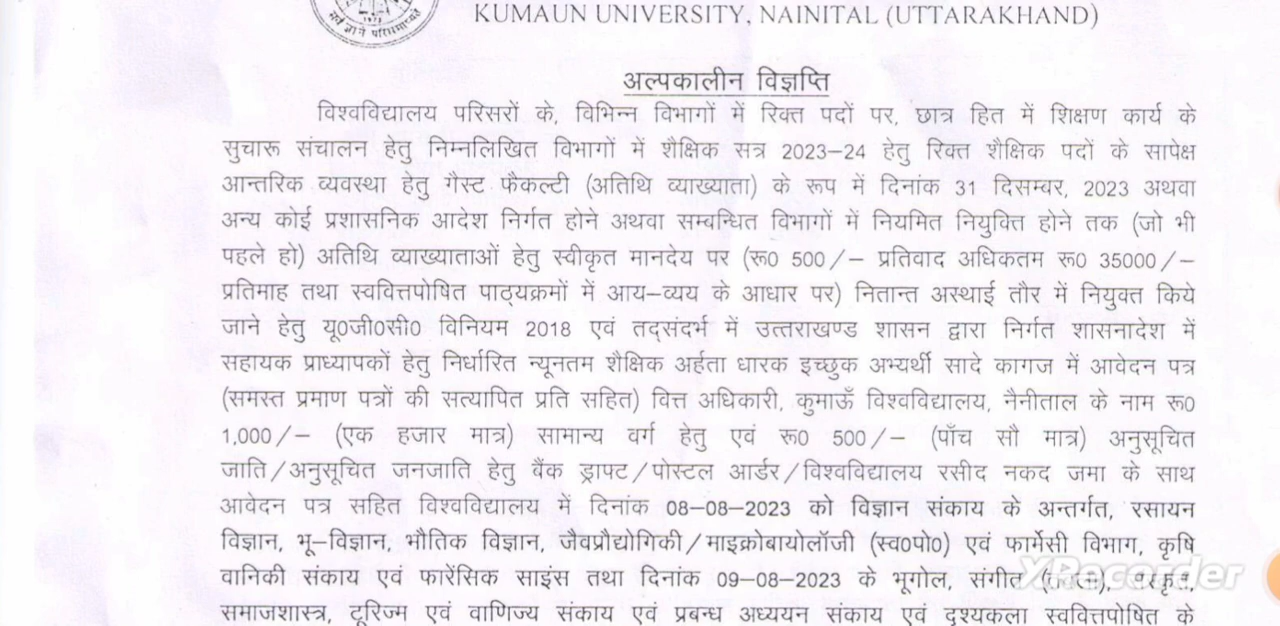 KUMAUN UNIVERSITY, NAINITAL (UTTARAKHAND)
अल्पकालीन विज्ञप्ति
विश्वविद्यालय परिसरों के, विभिन्न विभागों में रिक्त पदों पर, छात्र हित में शिक्षण कार्य के
सुचारू संचालन हेतु निम्नलिखित विभागों में शैक्षिक सत्र 2023–24 हेतु रिक्त शैक्षिक पदों के सापेक्ष
आन्तरिक व्यवस्था हेतु गैस्ट फैकल्टी (अतिथि व्याख्याता) के रूप में दिनांक 31 दिसम्बर, 2023 अथवा
अन्य कोई प्रशासनिक आदेश निर्गत होने अथवा सम्बन्धित विभागों में नियमित नियुक्ति होने तक (जो भी
पहले हो) अतिथि व्याख्याताओं हेतु स्वीकृत मानदेय पर (रू0 500/– प्रतिवाद अधिकतम रू0 35000/–
प्रतिमाह तथा स्ववित्तपोषित पाठ्यक्रमों में आय–व्यय के आधार पर) नितान्त अस्थाई तौर में नियुक्त किये
जाने हेतु यू0जी0सी0 विनियम 2018 एवं तद्संदर्भ में उत्तराखण्ड शासन द्वारा निर्गत शासनादेश में
सहायक प्राध्यापकों हेतु निर्धारित न्यूनतम शैक्षिक अर्हता धारक इच्छुक अभ्यर्थी सादे कागज में आवेदन पत्र
(समस्त प्रमाण पत्रों की सत्यापित प्रति सहित) वित्त अधिकारी, कुमाऊँ विश्वविद्यालय, नैनीताल के नाम रू0
1,000/– (एक हजार मात्र) सामान्य वर्ग हेतु एवं रू0 500/– (पाँच सौ मात्र) अनुसूचित
जाति/अनुसूचित जनजाति हेतु बैंक ड्राफ्ट/पोस्टल आर्डर/विश्वविद्यालय रसीद नकद जमा के साथ
आवेदन पत्र सहित विश्वविद्यालय में दिनांक 08–08–2023 को विज्ञान संकाय के अन्तर्गत, रसायन
विज्ञान, भू–विज्ञान, भौतिक विज्ञान, जैवप्रौद्योगिकी/माइक्रोबायोलॉजी (स्व0पो0) एवं फार्मेसी विभाग, कृषि
वानिकी संकाय एवं फारेंसिक साइंस तथा दिनांक 09–08–2023 के भूगोल, संगीत
XRecorder
समाजशास्त्र, टूरिज्म एवं वाणिज्य संकाय एवं प्रबन्ध अध्ययन संकाय एवं दृश्यकला स्ववित्तपोषित के